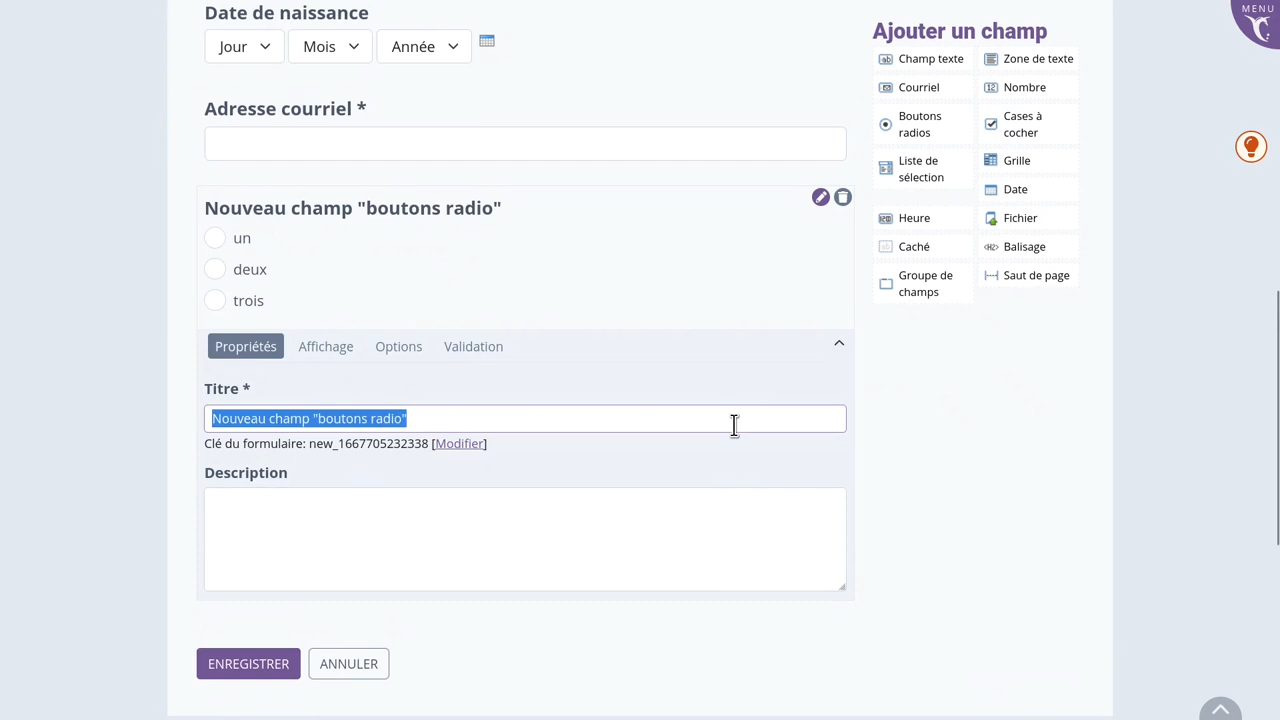 MENU
Date de naissance
Jour Mois Année
Adresse courriel *
Nouveau champ "boutons radio"
un
deux
trois
Propriétés Affichage Options Validation
Titre *
Nouveau champ "boutons radio"
Clé du formulaire: new_1667705232338 [Modifier]
Description
ENREGISTRER ANNULER
Ajouter un champ
Champ texte Zone de texte
Courriel Nombre
Boutons
radios
Cases à
cocher
Liste de
sélection
Grille
Date
Heure Fichier
Caché Balisage
Groupe de
champs
Saut de page